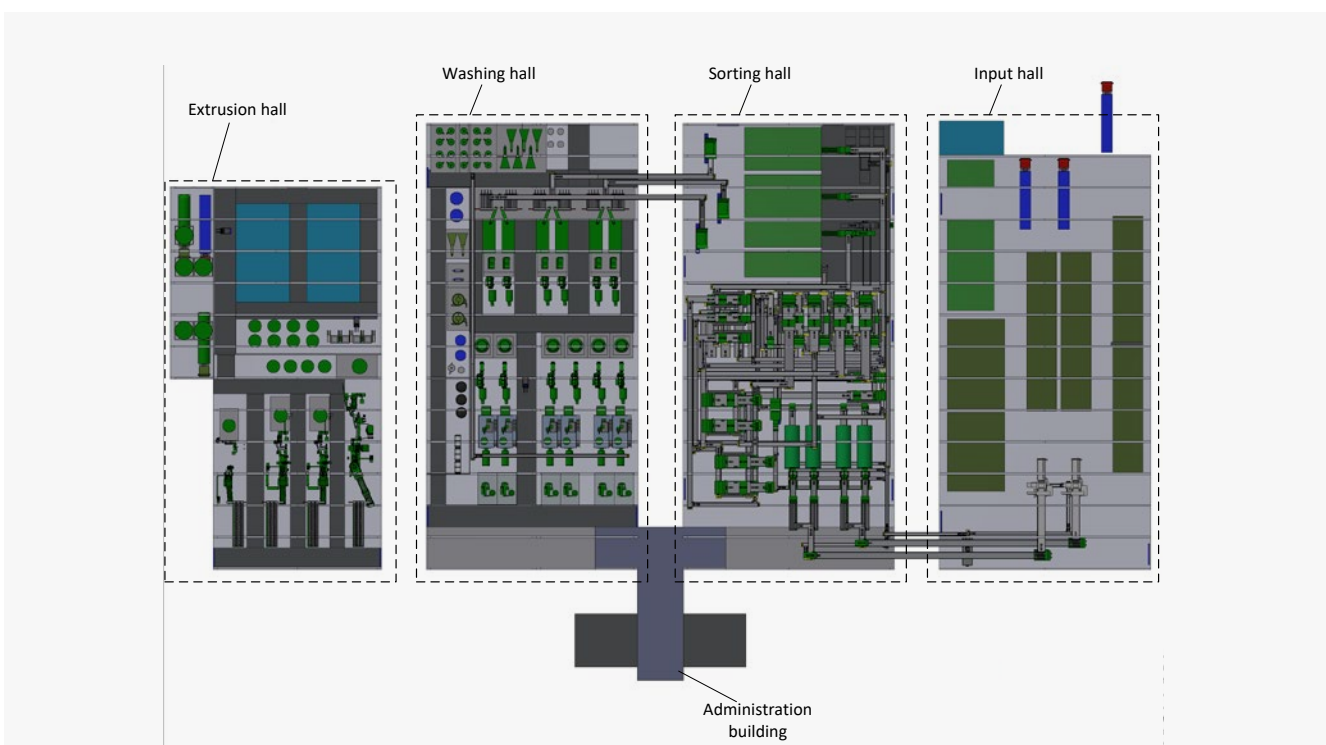 Washing hall
Sorting hall
Input hall
Extrusion hall
Administration
building